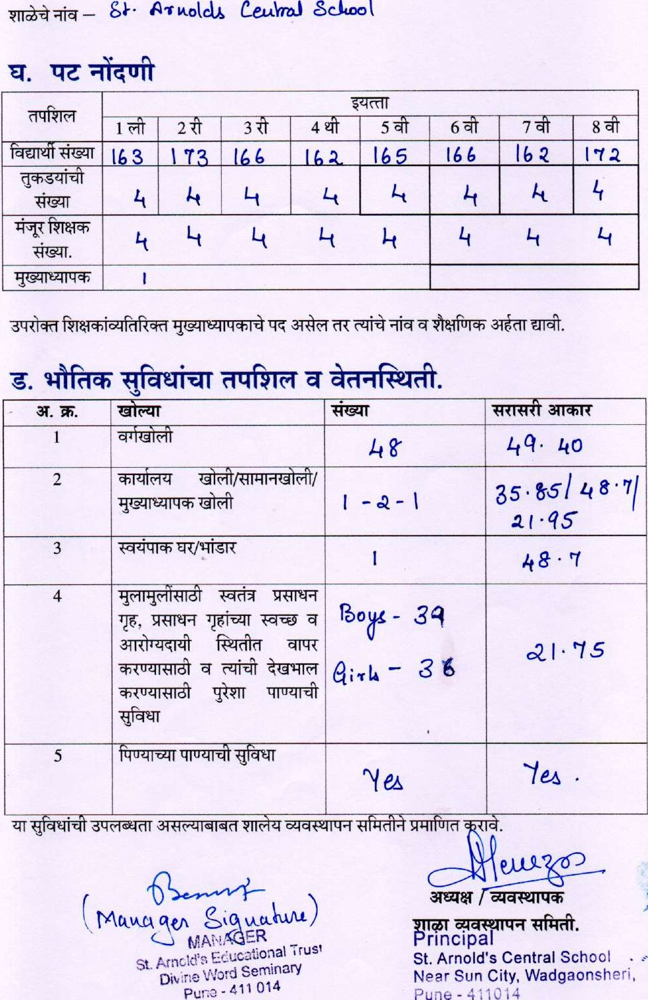 शाळेचे नांव – St. Arnolds Central School
घ. पट नोंदणी
तपशिल इयत्ता
1 ली 2 री 3 री 4 थी 5 वी 6 वी 7 वी 8 वी
विद्यार्थी संख्या 163 173 166 162 165 166 162 172
तुकडयांची
संख्या 4 4 4 4 4 4 4 4
मंजूर शिक्षक
संख्या. 4 4 4 4 4 4 4 4
मुख्याध्यापक 1
उपरोक्त शिक्षकांव्यतिरिक्त मुख्याध्यापकाचे पद असेल तर त्यांचे नांव व शैक्षणिक अर्हता द्यावी.
ड. भौतिक सुविधांचा तपशिल व वेतनस्थिती.
अ. क्र. खोल्या संख्या सरासरी आकार
1 वर्गखोली 48 49.40
2 कार्यालय खोली/सामानखोली/
मुख्याध्यापक खोली 1-2-1 35.85/48.7/
21.95
3 स्वयंपाक घर/भांडार 1 48.7
4 मुलामुलींसाठी स्वतंत्र प्रसाधन
गृह, प्रसाधन गृहांच्या स्वच्छ व
आरोग्यदायी स्थितीत वापर
करण्यासाठी व त्यांची देखभाल
करण्यासाठी पुरेशा पाण्याची
सुविधा
Boys - 39
Girls - 36
21.75
5 पिण्याच्या पाण्याची सुविधा Yes Yes.
या सुविधांची उपलब्धता असल्याबाबत शालेय व्यवस्थापन समितीने प्रमाणित करावे.
(Manager Signature)
MANAGER
St. Arnold's Educational Trust
Divine Word Seminary
Pune - 411 014
अध्यक्ष / व्यवस्थापक
शाळा व्यवस्थापन समिती.
Principal
St. Arnold's Central School
Near Sun City, Wadgaonsheri,
Pune - 411014